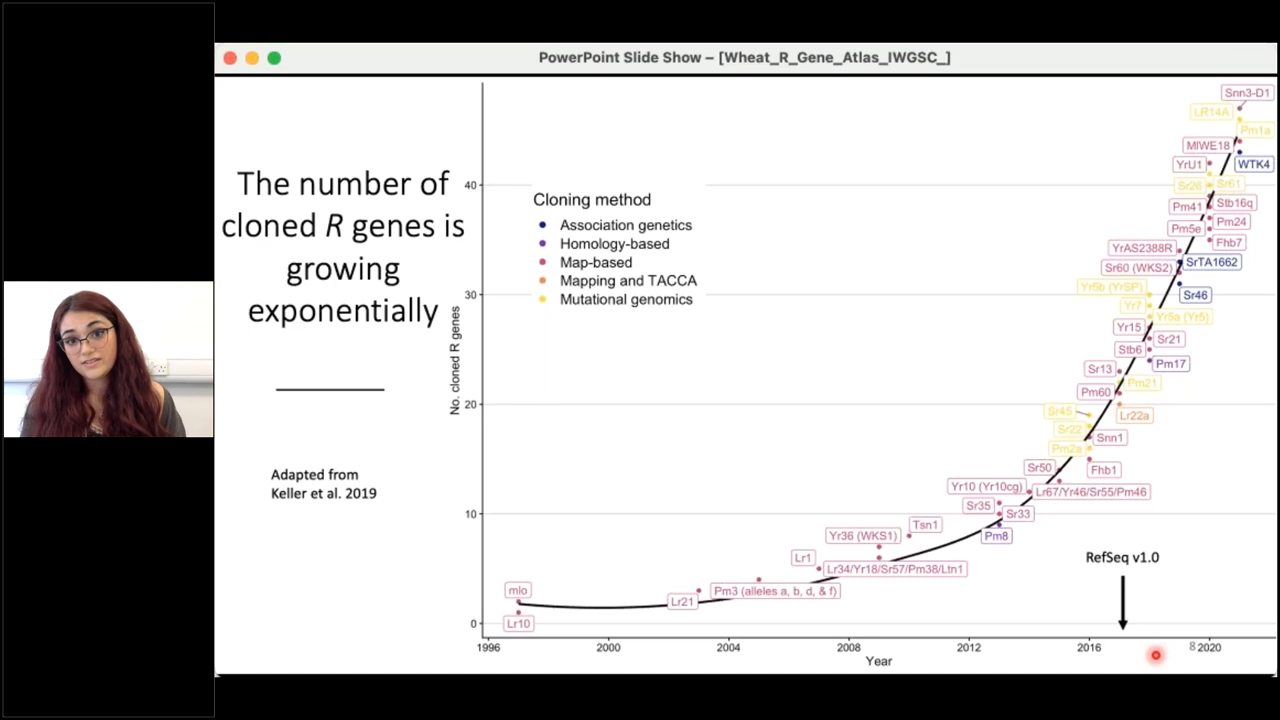 PowerPoint Slide Show – [Wheat_R_Gene_Atlas_IWGSC_]
The number of
cloned R genes is
growing
exponentially
Adapted from
Keller et al. 2019
No. cloned R genes
40
30
20
10
0
Cloning method
Association genetics
Homology-based
Map-based
Mapping and TACCA
Mutational genomics
Snn3-D1
LR14A
Pm1a
MIWE18
WTK4
YrU1
Sr26
Sr61
Pm41
Stb16q
Pm24
Pm5e
Fhb7
YrAS2388R
SrTA1662
Sr60 (WKS2)
Yr5b (YrSP)
Sr46
Yr7
Yr5a (Yr5)
Yr15
Sr21
Stb6
Pm17
Sr13
Pm21
Pm60
Sr45
Lr22a
Sr22
Snn1
Pm2a
Sr50
Fhb1
Yr10 (Yr10cg)
Lr67/Yr46/Sr55/Pm46
Sr35
Sr33
Tsn1
Yr36 (WKS1)
Pm8
Lr1
Lr34/Yr18/Sr57/Pm38/Ltn1
mlo
Pm3 (alleles a, b, d, & f)
Lr21
Lr10
RefSeq v1.0
1996
2000
2004
2008
2012
2016
8
2020
Year